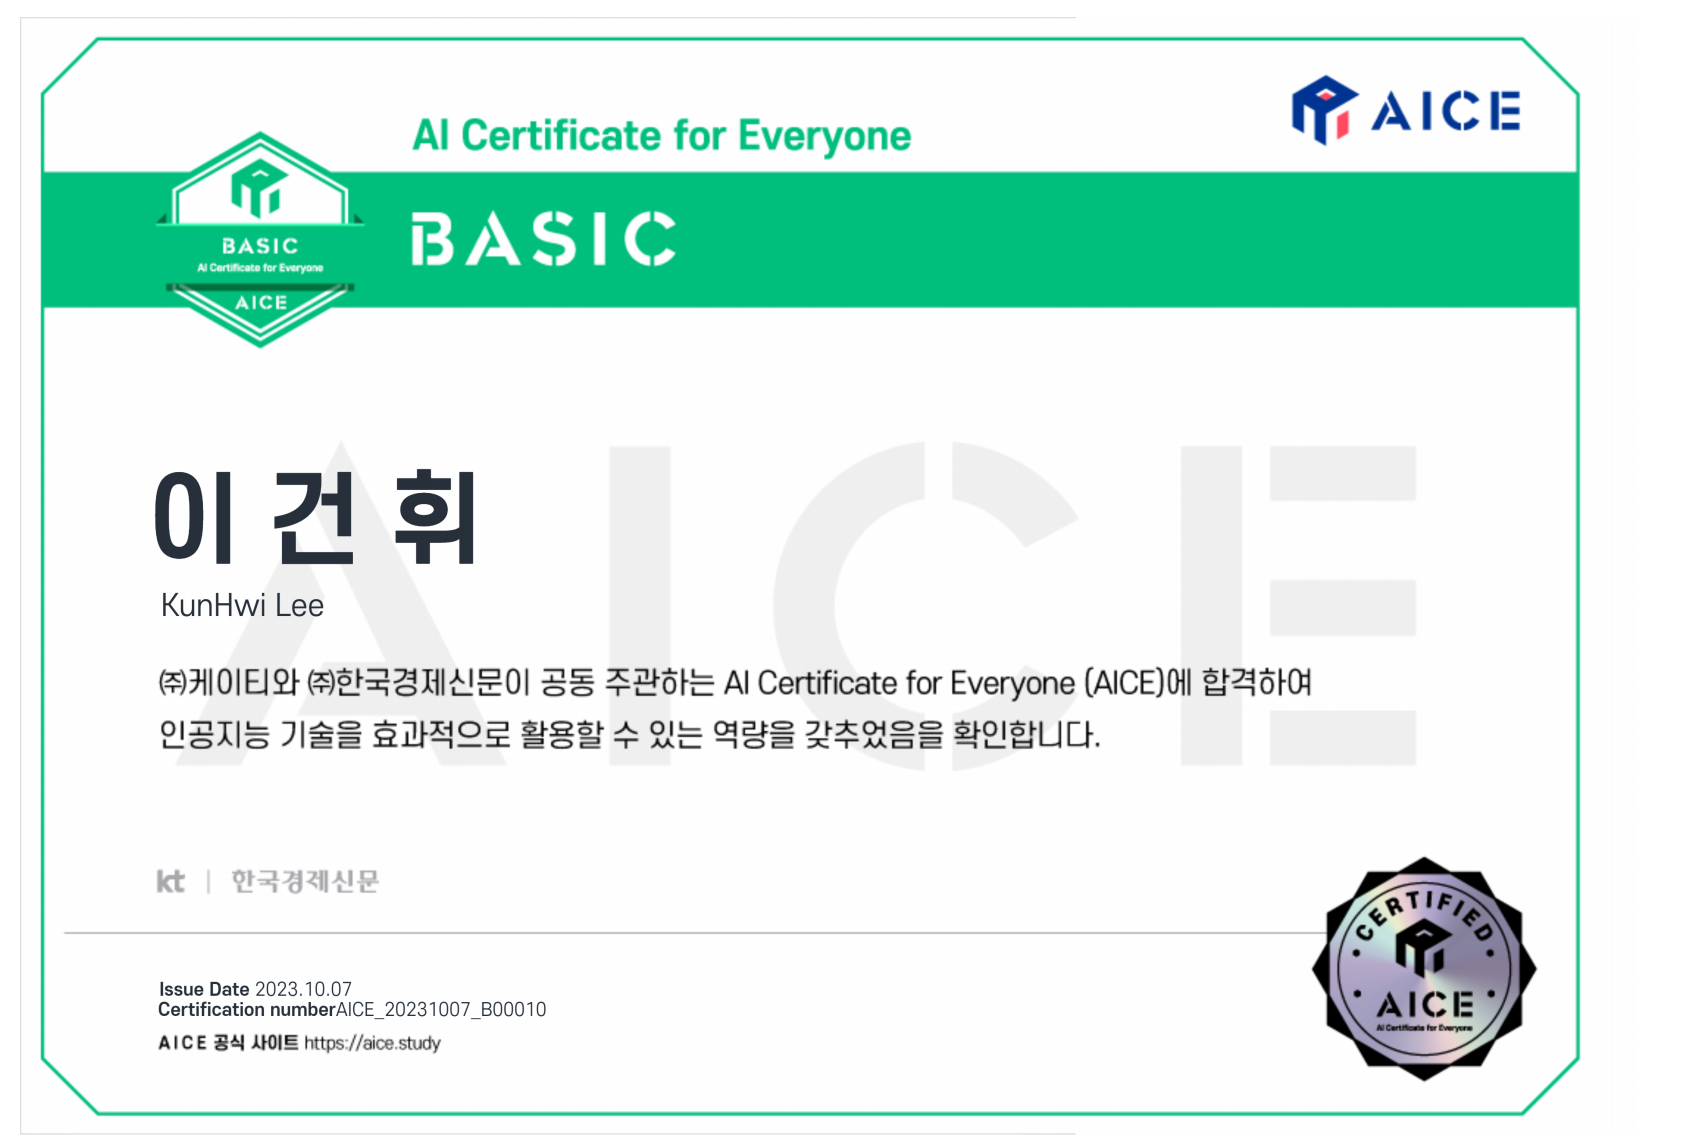 AICE
AI Certificate for Everyone
BASIC
BASIC
AI Certificate for Everyone
AICE
AICE
이건휘
KunHwi Lee
㈜케이티와 ㈜한국경제신문이 공동 주관하는 AI Certificate for Everyone (AICE)에 합격하여
인공지능 기술을 효과적으로 활용할 수 있는 역량을 갖추었음을 확인합니다.
kt | 한국경제신문
CERTIFIED
AICE
AI Certificate for Everyone
Issue Date 2023.10.07
Certification numberAICE_20231007_B00010
AICE 공식 사이트 https://aice.study